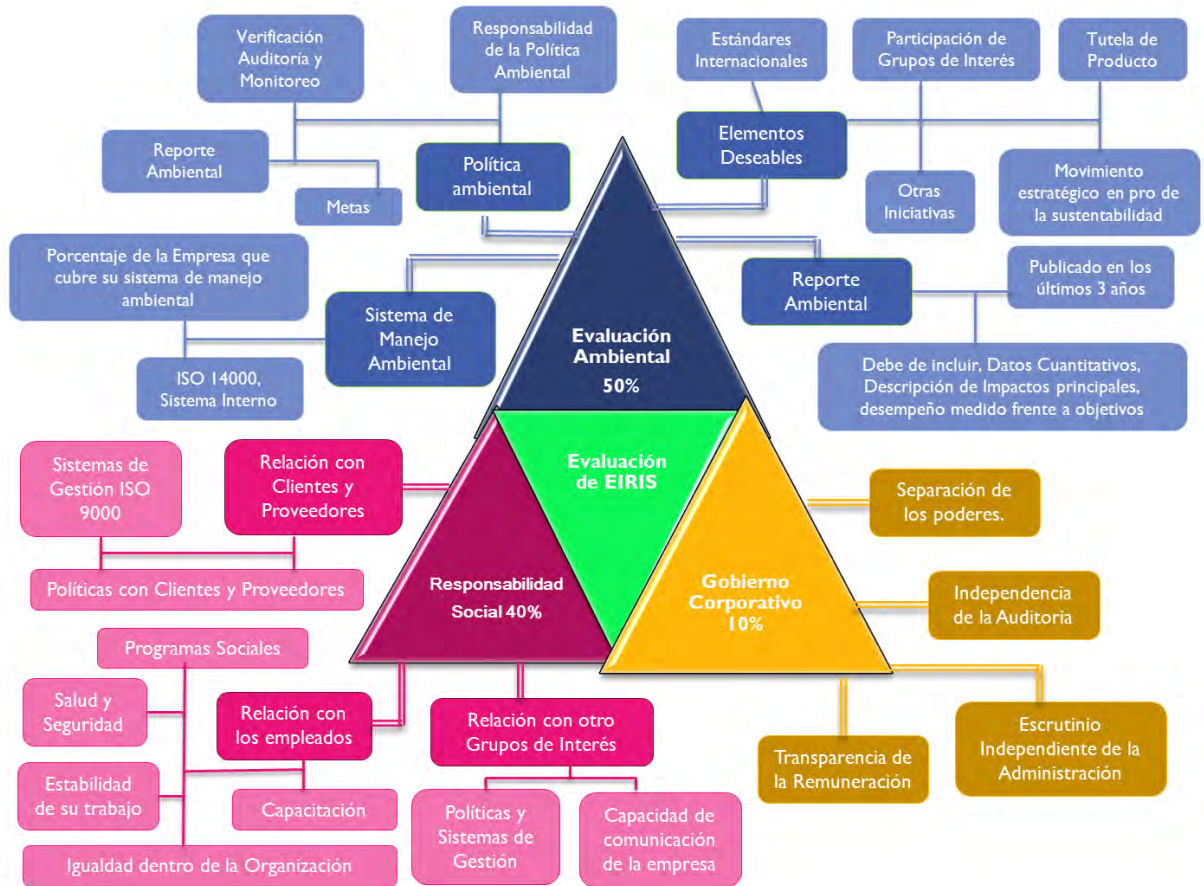 Verificación
Auditoría y
Monitoreo
Responsabilidad
de la Política
Ambiental
Estándares
Internacionales
Participación de
Grupos de Interés
Tutela de
Producto
Reporte
Ambiental
Metas
Política
ambiental
Elementos
Deseables
Otras
Iniciativas
Movimiento
estratégico en pro de
la sustentabilidad
Porcentaje de la Empresa que
cubre su sistema de manejo
ambiental
Sistema de
Manejo
Ambiental
ISO 14000,
Sistema Interno
Reporte
Ambiental
Publicado en los
últimos 3 años
Debe de incluir, Datos Cuantitativos,
Descripción de Impactos principales,
desempeño medido frente a objetivos
Evaluación
Ambiental
50%
Evaluación
de EIRIS
Responsabilidad
Social 40%
Gobierno
Corporativo
10%
Sistemas de
Gestión ISO
9000
Relación con
Clientes y
Proveedores
Políticas con Clientes y Proveedores
Separación de
los poderes.
Independencia
de la Auditoria
Escrutinio
Independiente de la
Administración
Transparencia de
la Remuneración
Programas Sociales
Salud y
Seguridad
Relación con
los empleados
Estabilidad
de su trabajo
Capacitación
Igualdad dentro de la Organización
Relación con otro
Grupos de Interés
Políticas y
Sistemas de
Gestión
Capacidad de
comunicación
de la empresa